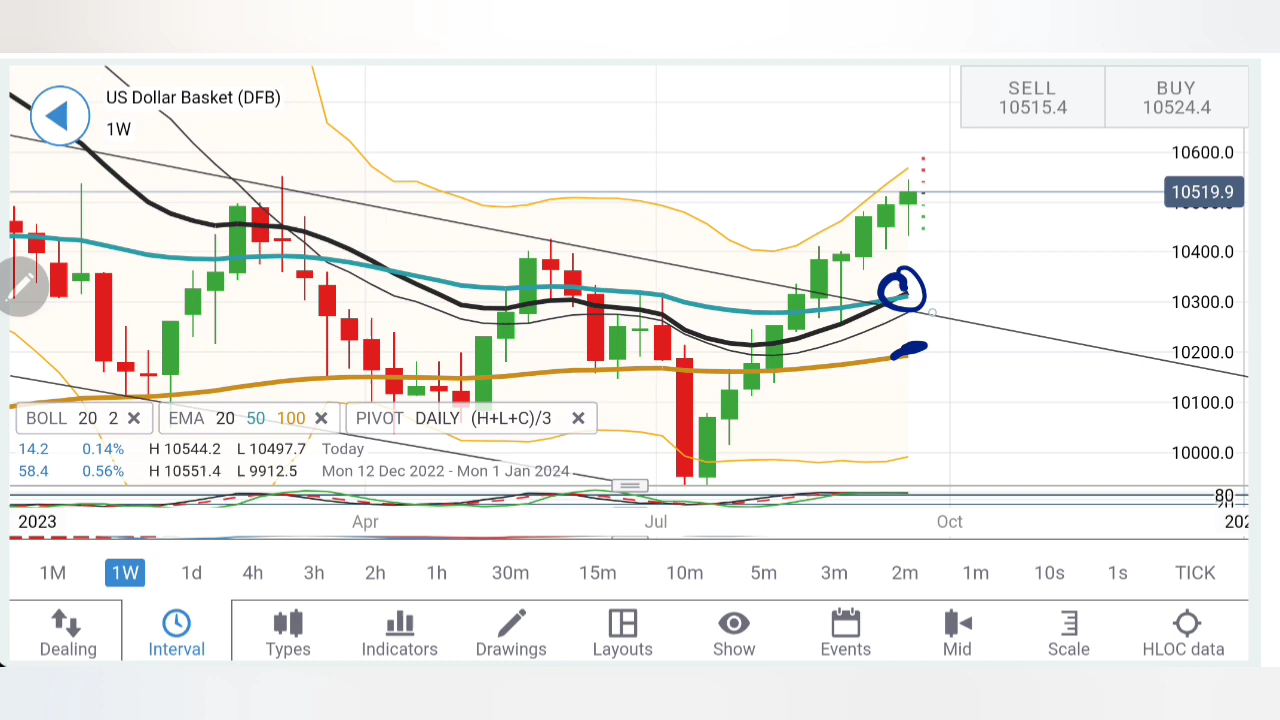 US Dollar Basket (DFB)
1W
SELL
10515.4
BUY
10524.4
10600.0
10519.9
10400.0
10300.0
10200.0
10100.0
10000.0
BOLL 20 2 ×
EMA 20 50 100 ×
PIVOT DAILY (H+L+C)/3 ×
14.2 0.14% H 10544.2 L 10497.7 Today
58.4 0.56% H 10551.4 L 9912.5 Mon 12 Dec 2022 - Mon 1 Jan 2024
80
2023 Apr Jul Oct
1M 1W 1d 4h 3h 2h 1h 30m 15m 10m 5m 3m 2m 1m 10s 1s TICK
Dealing Interval Types Indicators Drawings Layouts Show Events Mid Scale HLOC data